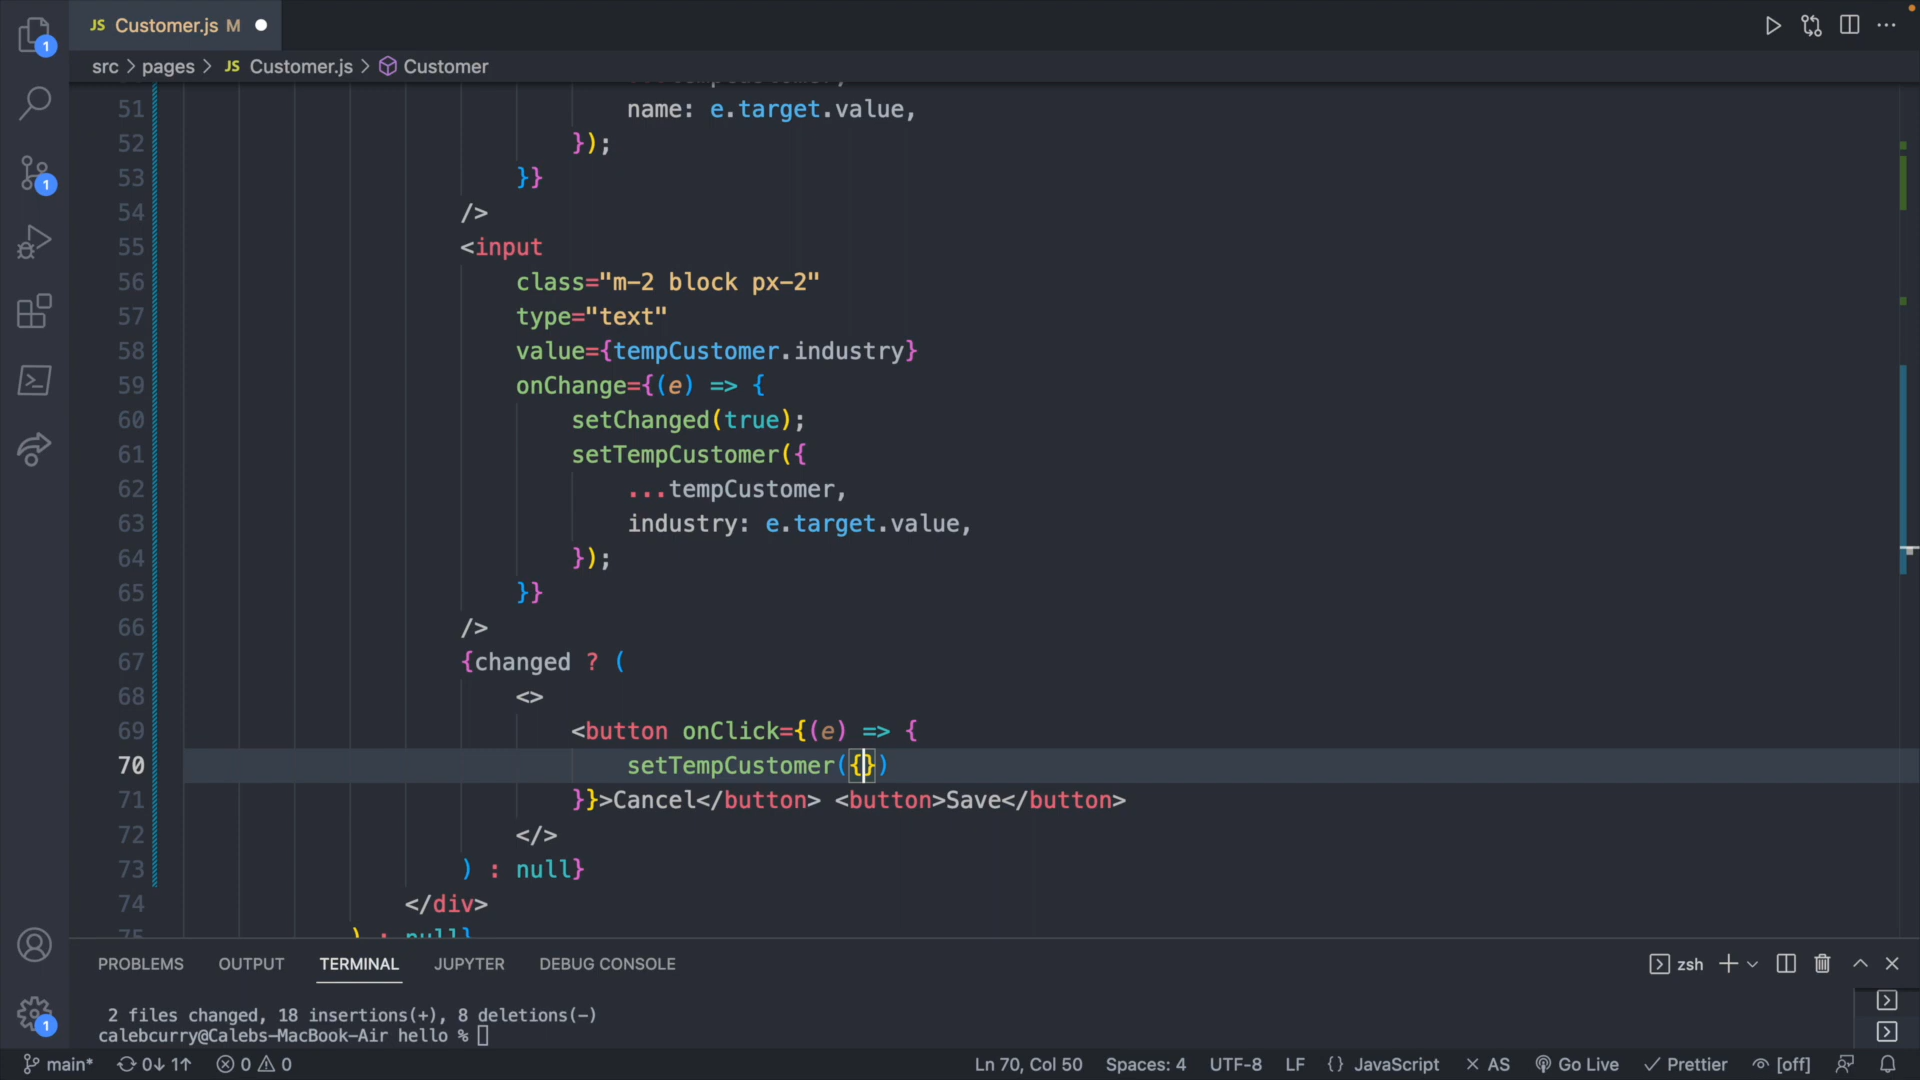 JS Customer.js M
src > pages > JS Customer.js > Customer
51 name: e.target.value,
52 });
53 }}
54 />
55 <input
56 class="m-2 block px-2"
57 type="text"
58 value={tempCustomer.industry}
59 onChange={(e) => {
60 setChanged(true);
61 setTempCustomer({
62 ...tempCustomer,
63 industry: e.target.value,
64 });
65 }}
66 />
67 {changed ? (
68 <>
69 <button onClick={(e) => {
70 setTempCustomer({})
71 }}>Cancel</button> <button>Save</button>
72 </>
73 ) : null}
74 </div>
75 ) : null}
PROBLEMS OUTPUT TERMINAL JUPYTER DEBUG CONSOLE zsh
2 files changed, 18 insertions(+), 8 deletions(-)
calebcurry@Calebs-MacBook-Air hello %
main* 0↓ 1↑ 0 0 Ln 70, Col 50 Spaces: 4 UTF-8 LF {} JavaScript × AS Go Live ✓ Prettier [off]
1
1
1